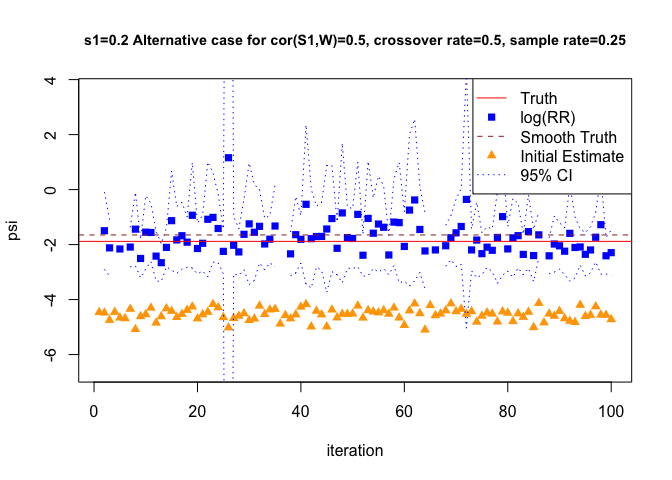 s1=0.2 Alternative case for cor(S1,W)=0.5, crossover rate=0.5, sample rate=0.25
Truth
log(RR)
Smooth Truth
Initial Estimate
95% CI
4
2
0
-2
-4
-6
psi
0 20 40 60 80 100
iteration